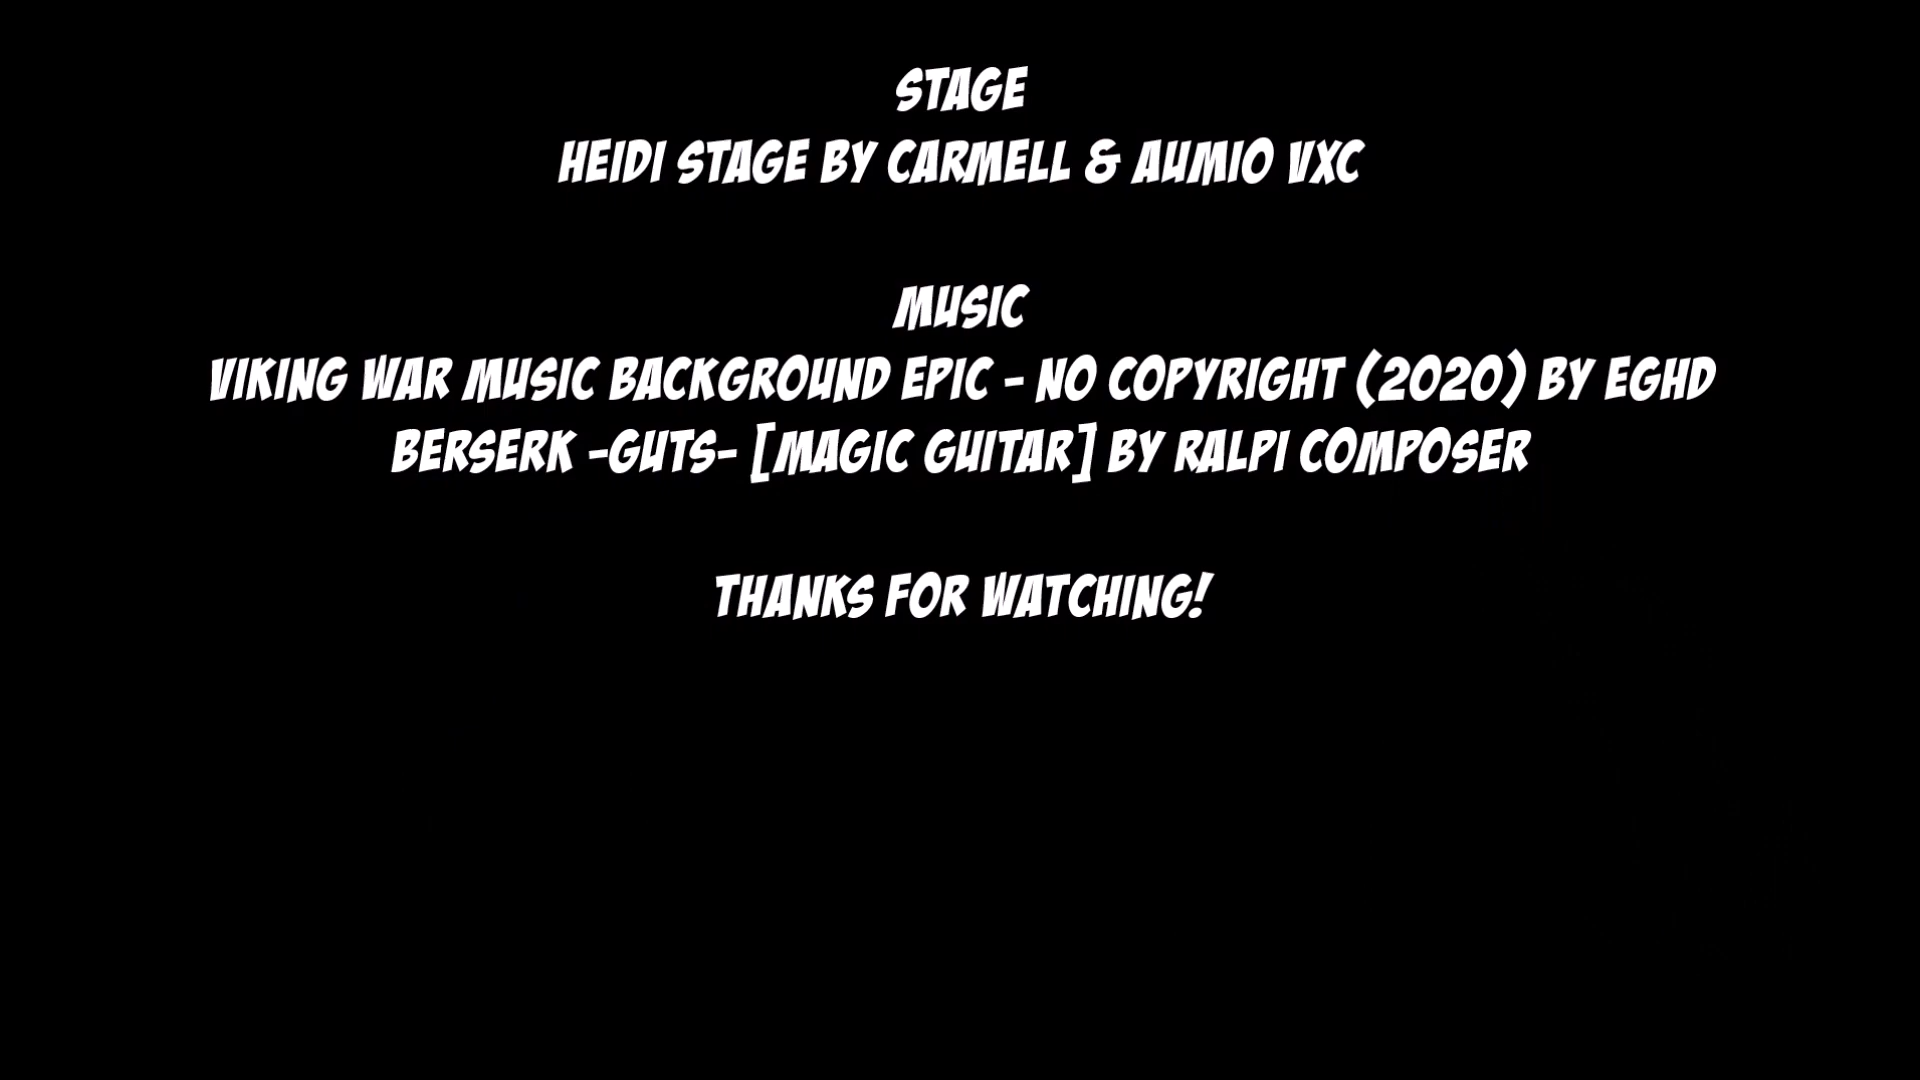 STAGE
HEIDI STAGE BY CARMELL & AUMIO VXC
MUSIC
VIKING WAR MUSIC BACKGROUND EPIC - NO COPYRIGHT (2020) BY EGHD
BERSERK -GUTS- [MAGIC GUITAR] BY RALPI COMPOSER
THANKS FOR WATCHING!